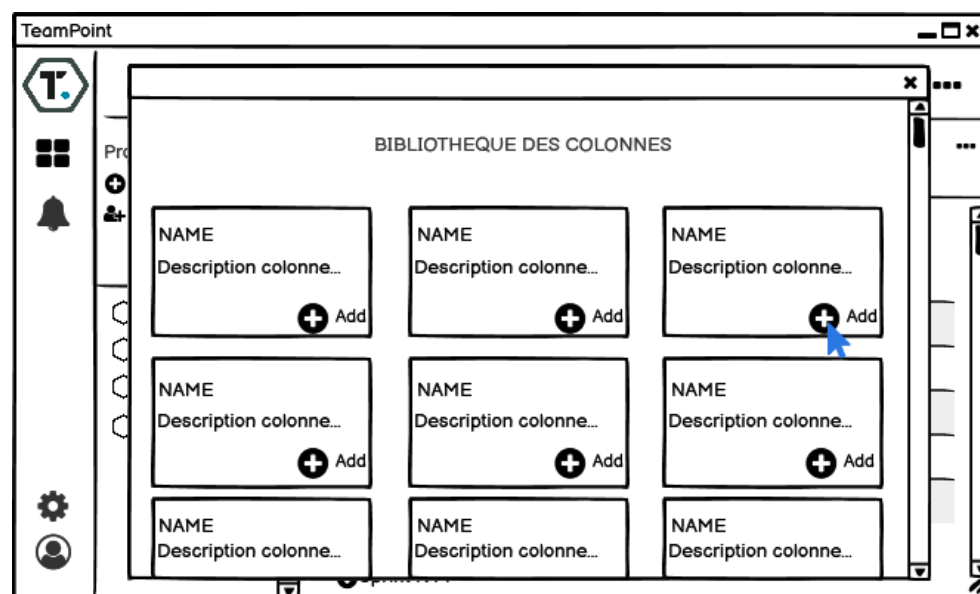 TeamPoint
T.
BIBLIOTHEQUE DES COLONNES
Pro
NAME NAME NAME
Description colonne... Description colonne... Description colonne...
Add Add Add
NAME NAME NAME
Description colonne... Description colonne... Description colonne...
Add Add Add
NAME NAME NAME
Description colonne... Description colonne... Description colonne...